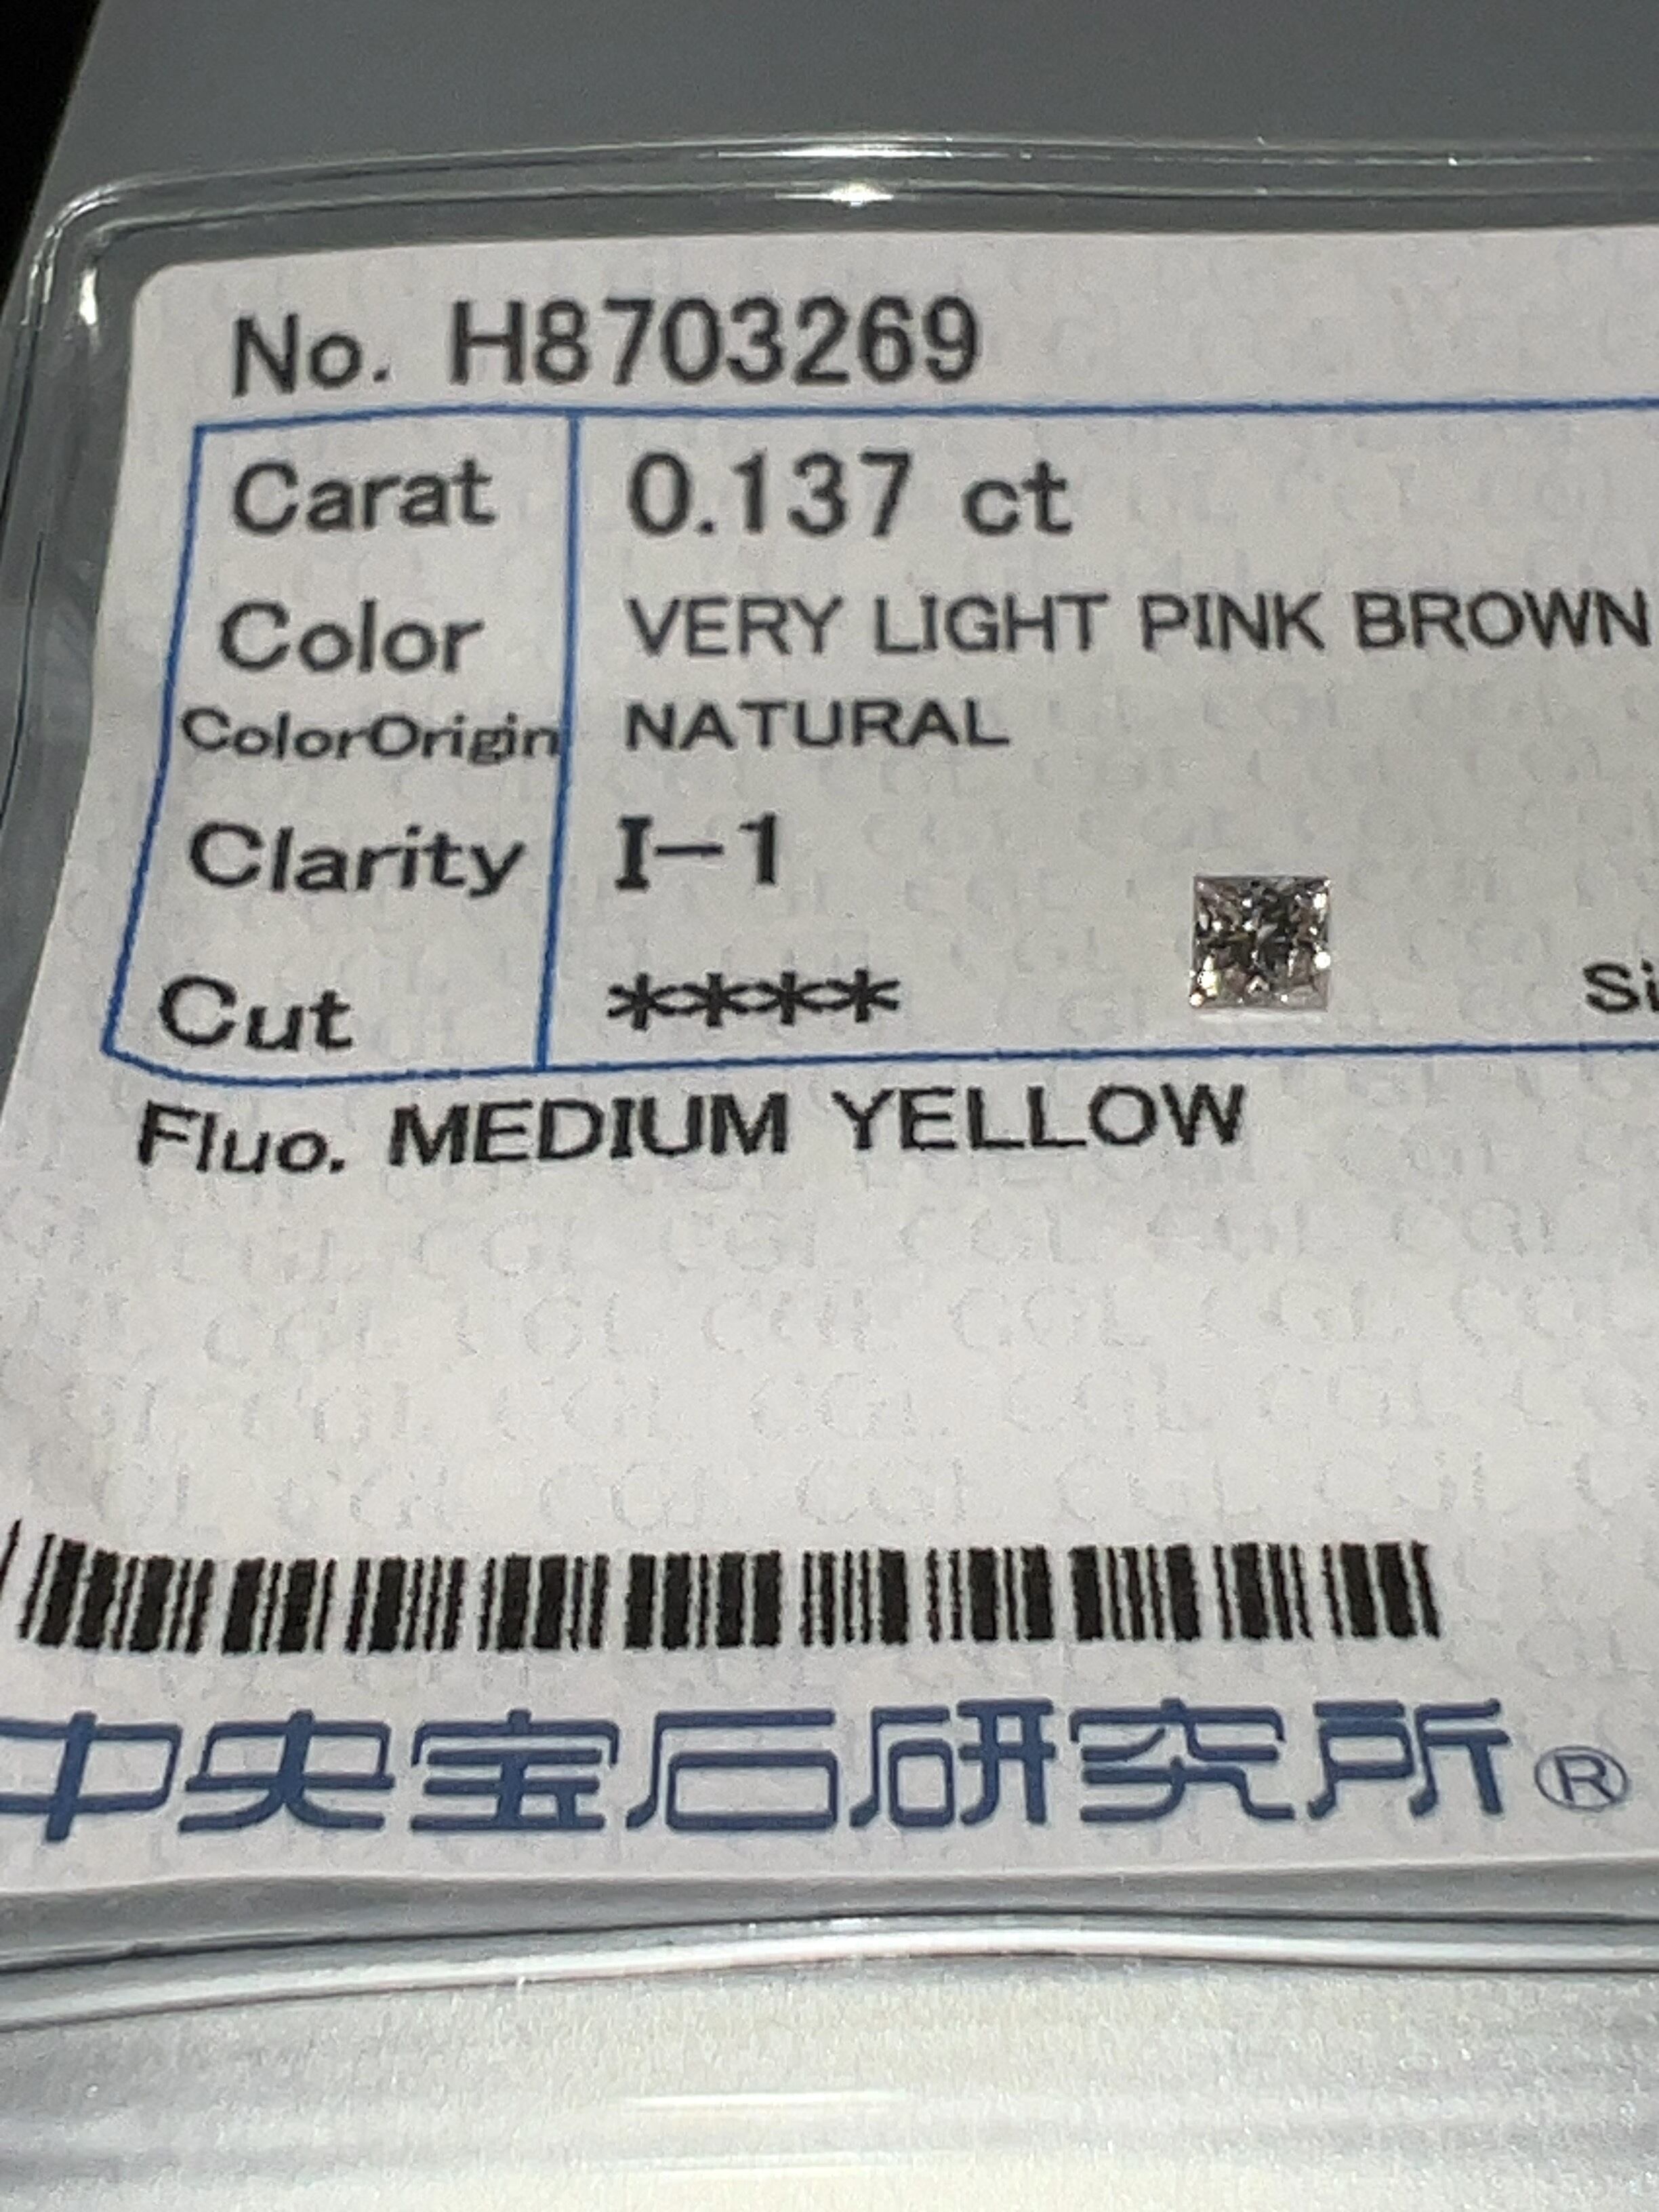 No. H8703269
Carat 0.137 ct
Color VERY LIGHT PINK BROWN
ColorOrigin NATURAL
Clarity I-1
Cut ****
Si
Fluo. MEDIUM YELLOW
中央宝石研究所®